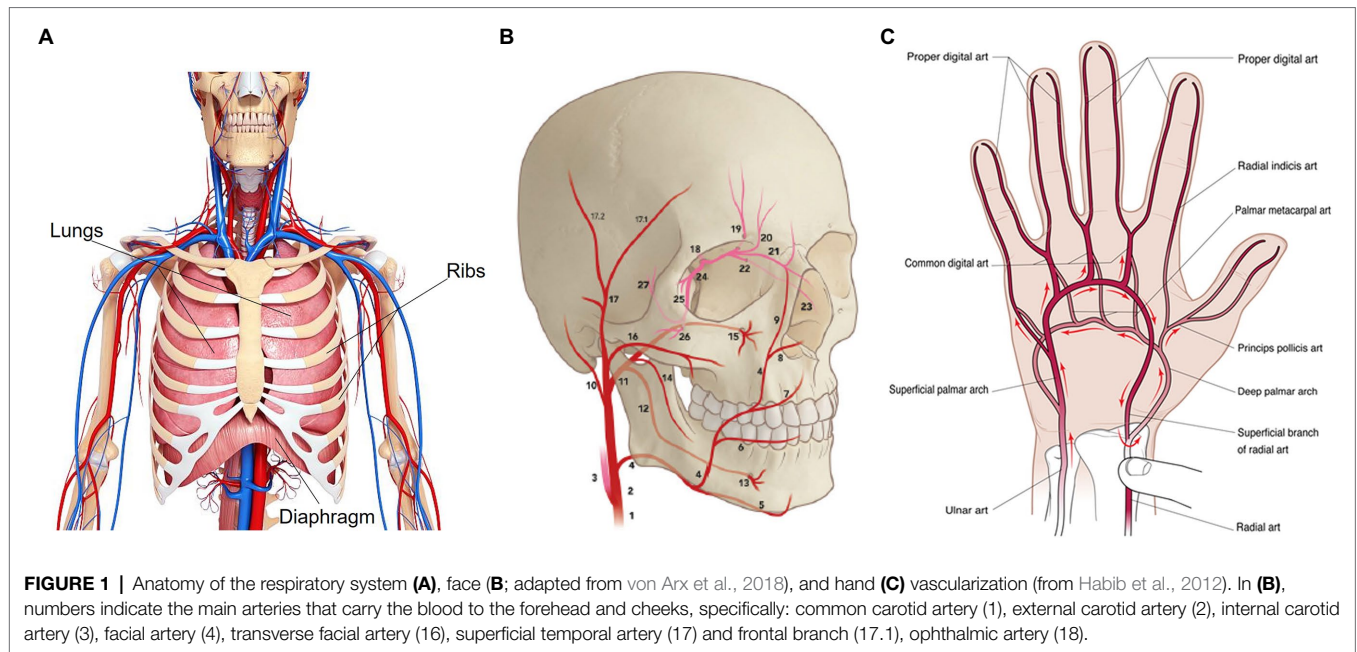 A
Lungs
Ribs
Diaphragm
B
17.2
17.1
19
20
18
21
22
24
27
25
23
17
9
16
26
15
8
10
11
14
4
7
12
6
4
13
3
2
4
5
1
C
Proper digital art
Proper digital art
Radial indicis art
Palmar metacarpal art
Common digital art
Princips pollicis art
Superficial palmar arch
Deep palmar arch
Superficial branch
of radial art
Ulnar art
Radial art
FIGURE 1 | Anatomy of the respiratory system (A), face (B; adapted from von Arx et al., 2018), and hand (C) vascularization (from Habib et al., 2012). In (B),
numbers indicate the main arteries that carry the blood to the forehead and cheeks, specifically: common carotid artery (1), external carotid artery (2), internal carotid
artery (3), facial artery (4), transverse facial artery (16), superficial temporal artery (17) and frontal branch (17.1), ophthalmic artery (18).